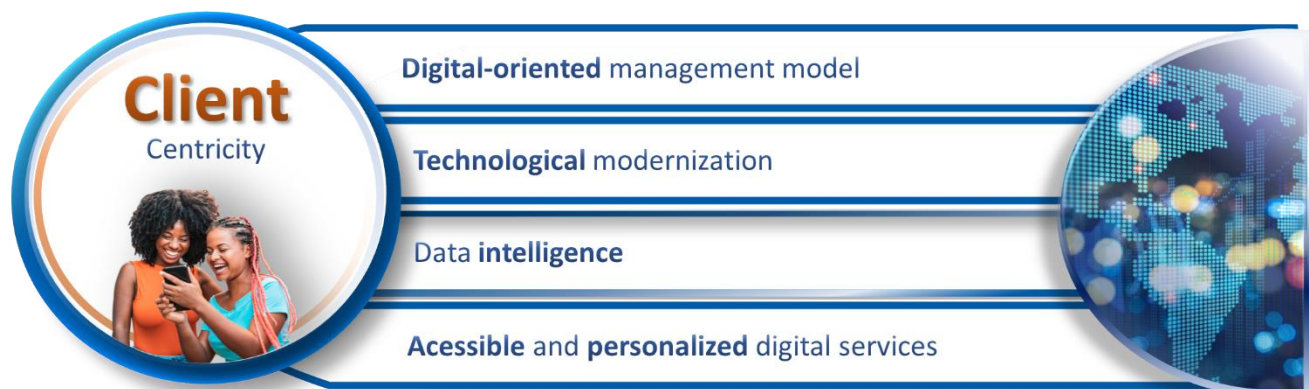 Client
Centricity
Digital-oriented management model
Technological modernization
Data intelligence
Acessible and personalized digital services